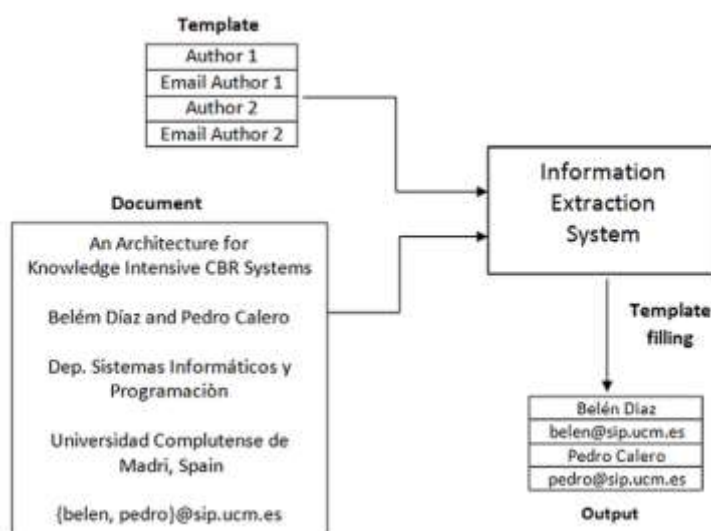 Template
Author 1
Email Author 1
Author 2
Email Author 2
Document
An Architecture for
Knowledge Intensive CBR Systems
Belém Díaz and Pedro Calero
Dep. Sistemas Informáticos y
Programación
Universidad Complutense de
Madri, Spain
{belen, pedro}@sip.ucm.es
Information
Extraction
System
Template
filling
Belén Díaz
belen@sip.ucm.es
Pedro Calero
pedro@sip.ucm.es
Output